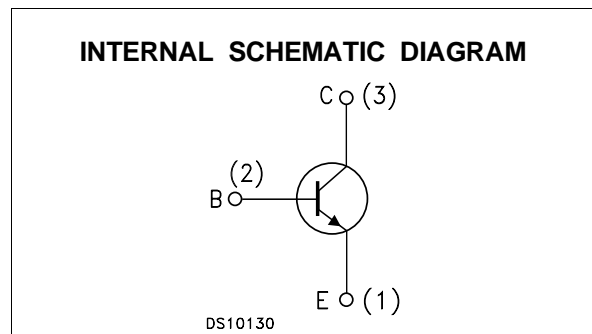 INTERNAL SCHEMATIC DIAGRAM
C (3)
(2)
B
E (1)
DS10130